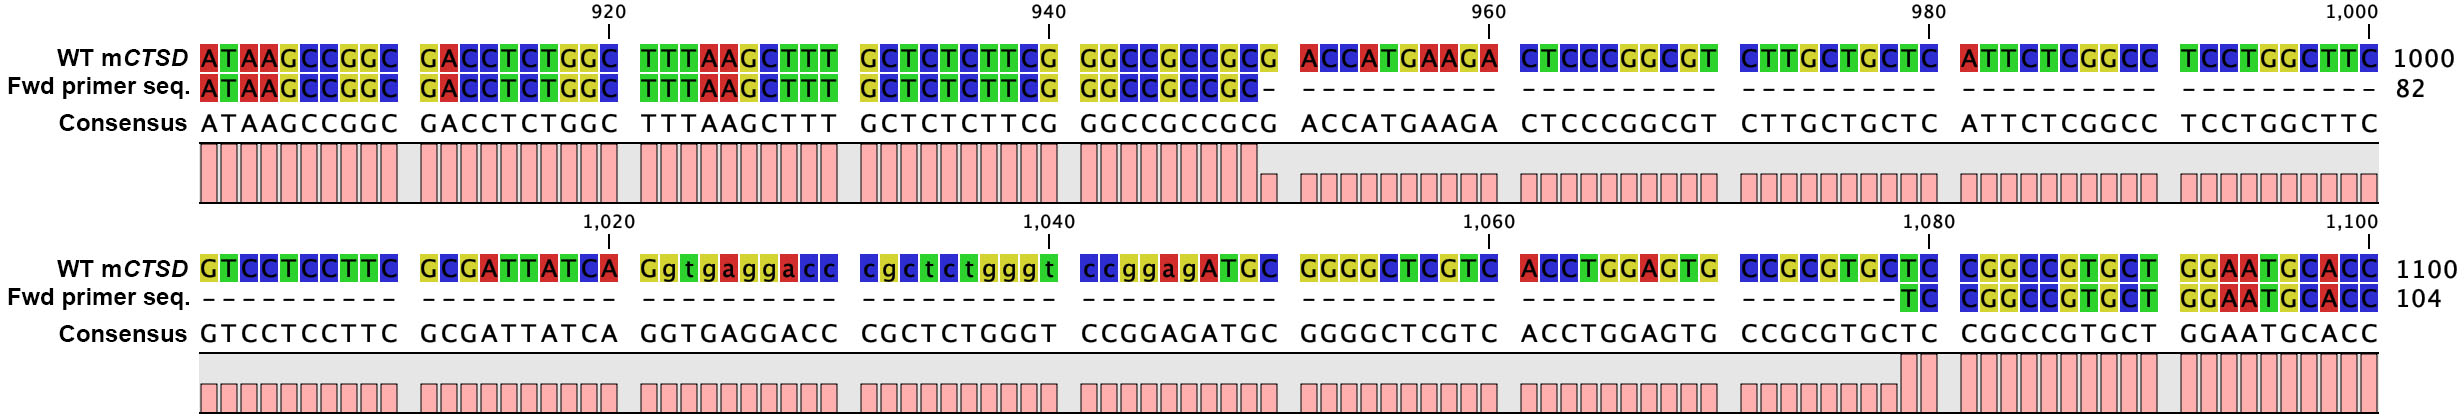 920 940 960 980 1,000
WT mCTSD ATAAGCCGGC GACCTCTGGC TTTAAGCTTT GCTCTCTTCG GGCCGCCGCG ACCATGAAGA CTCCCGGCGT CTTGCTGCTC ATTCTCGGCC TCCTGGCTTC 1000
Fwd primer seq. ATAAGCCGGC GACCTCTGGC TTTAAGCTTT GCTCTCTTCG GGCCGCCGC- ---------- ---------- ---------- ---------- ---------- 82
Consensus ATAAGCCGGC GACCTCTGGC TTTAAGCTTT GCTCTCTTCG GGCCGCCGCG ACCATGAAGA CTCCCGGCGT CTTGCTGCTC ATTCTCGGCC TCCTGGCTTC
1,020 1,040 1,060 1,080 1,100
WT mCTSD GTCCTCCTTC GCGATTATCA Ggtgaggacc cgctctgggt ccggagATGC GGGGCTCGTC ACCTGGAGTG CCGCGTGCTC CGGCCGTGCT GGAATGCACC 1100
Fwd primer seq. ---------- ---------- ---------- ---------- ---------- ---------- ---------- --------TC CGGCCGTGCT GGAATGCACC 104
Consensus GTCCTCCTTC GCGATTATCA GGTGAGGACC CGCTCTGGGT CCGGAGATGC GGGGCTCGTC ACCTGGAGTG CCGCGTGCTC CGGCCGTGCT GGAATGCACC